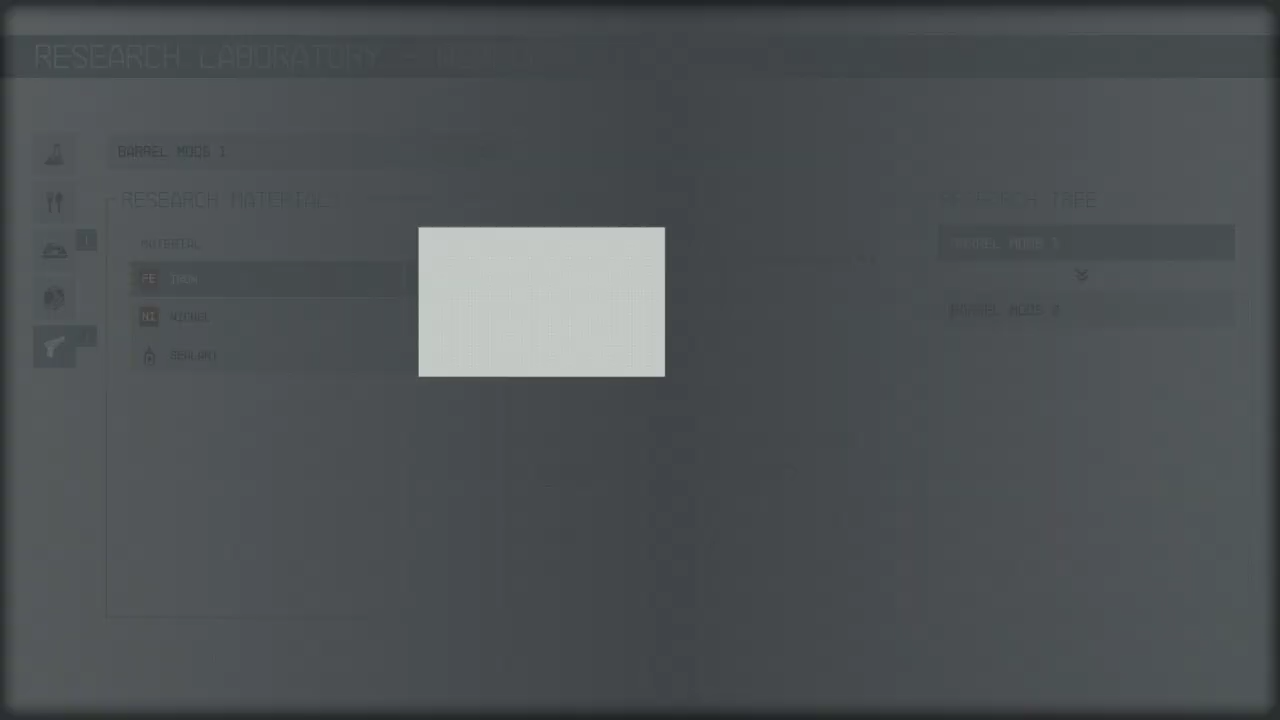 RESEARCH LABORATORY
BARREL MODS 1
RESEARCH MATERIALS
RESEARCH TREE
MATERIAL
BARREL MODS 1
FE IRON
NI NICKEL
BARREL MODS 2
SEALANT